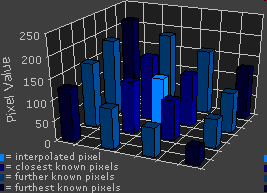 250
200
150
100
50
0
Pixel Value
= interpolated pixel
= closest known pixels
= further known pixels
= furthest known pixels